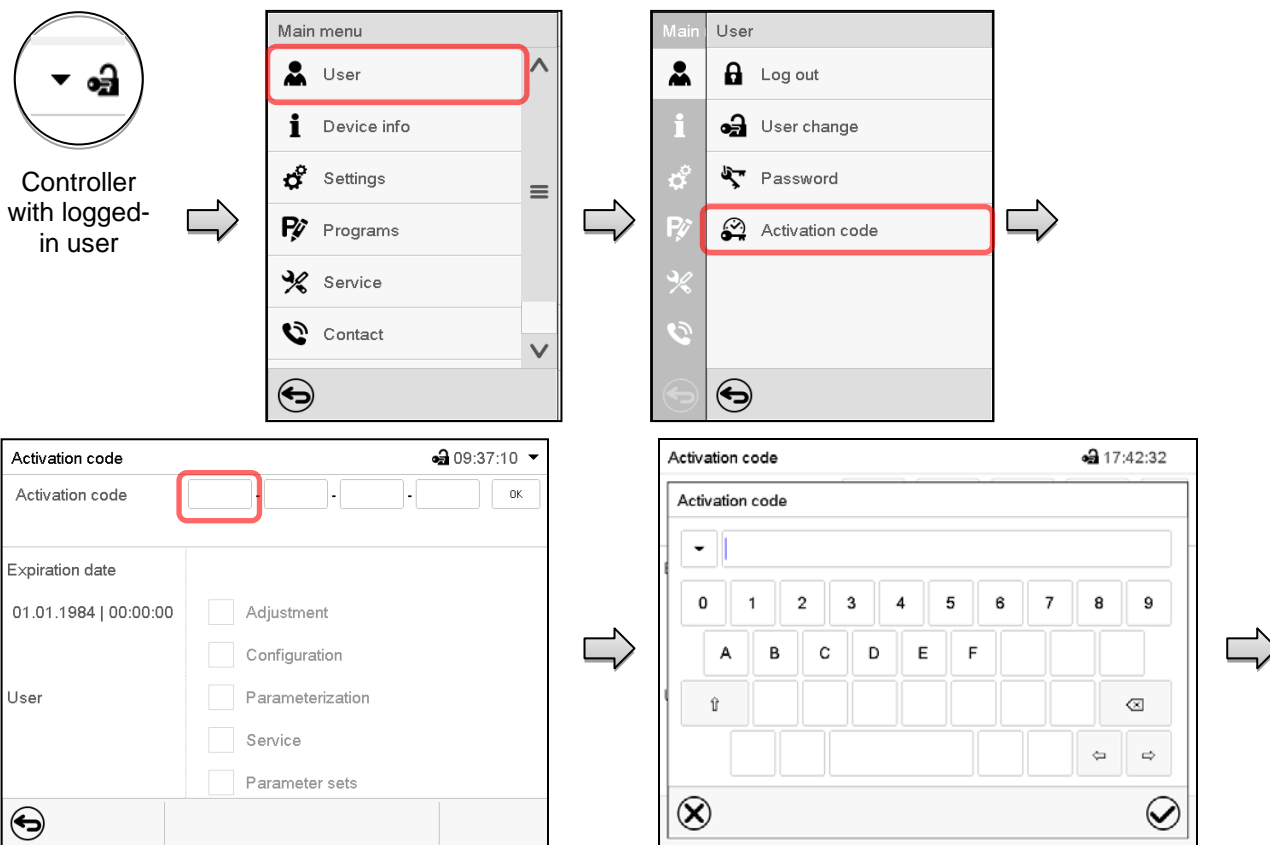 Controller
with logged-
in user
Main menu
User
Device info
Settings
Programs
Service
Contact
Main
User
Log out
User change
Password
Activation code
Activation code
09:37:10
Activation code
-
-
-
OK
Expiration date
01.01.1984 | 00:00:00
Adjustment
Configuration
User
Parameterization
Service
Parameter sets
Activation code
17:42:32
Activation code
0 1 2 3 4 5 6 7 8 9
A B C D E F